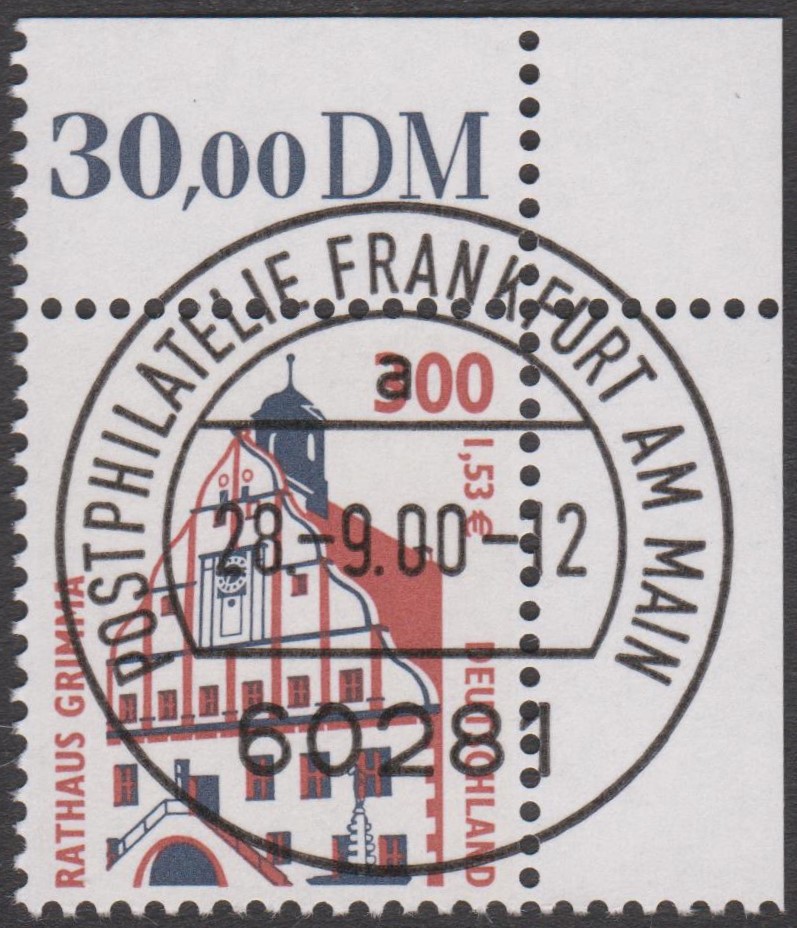 30,00 DM
POSTPHILATELIE FRANKFURT AM MAIN
a
300
1,53 €
28.-9.00-12
60281
RATHAUS GRIMMA
DEUTSCHLAND